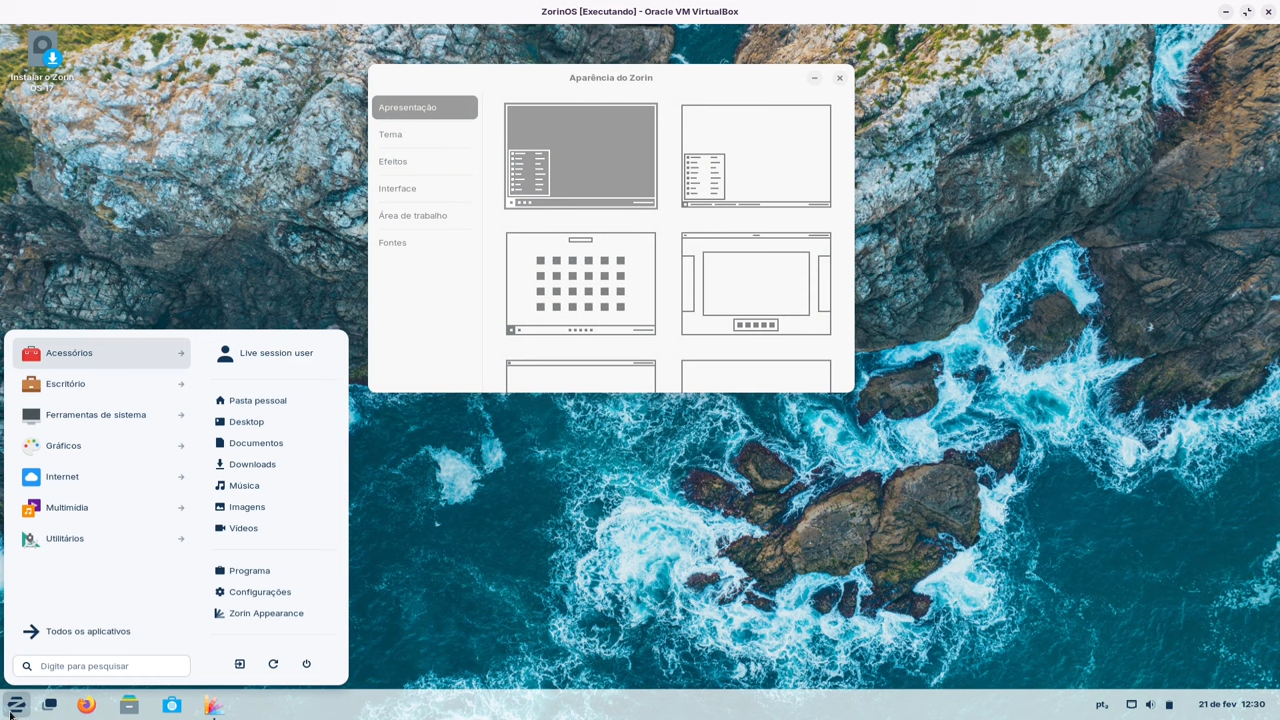 ZorinOS [Executando] - Oracle VM VirtualBox
Instalar o Zorin
OS 17
Aparência do Zorin
Apresentação
Tema
Efeitos
Interface
Área de trabalho
Fontes
Acessórios
Escritório
Ferramentas de sistema
Gráficos
Internet
Multimídia
Utilitários
Todos os aplicativos
Digite para pesquisar
Live session user
Pasta pessoal
Desktop
Documentos
Downloads
Música
Imagens
Vídeos
Programa
Configurações
Zorin Appearance
pt₂
21 de fev 12:30